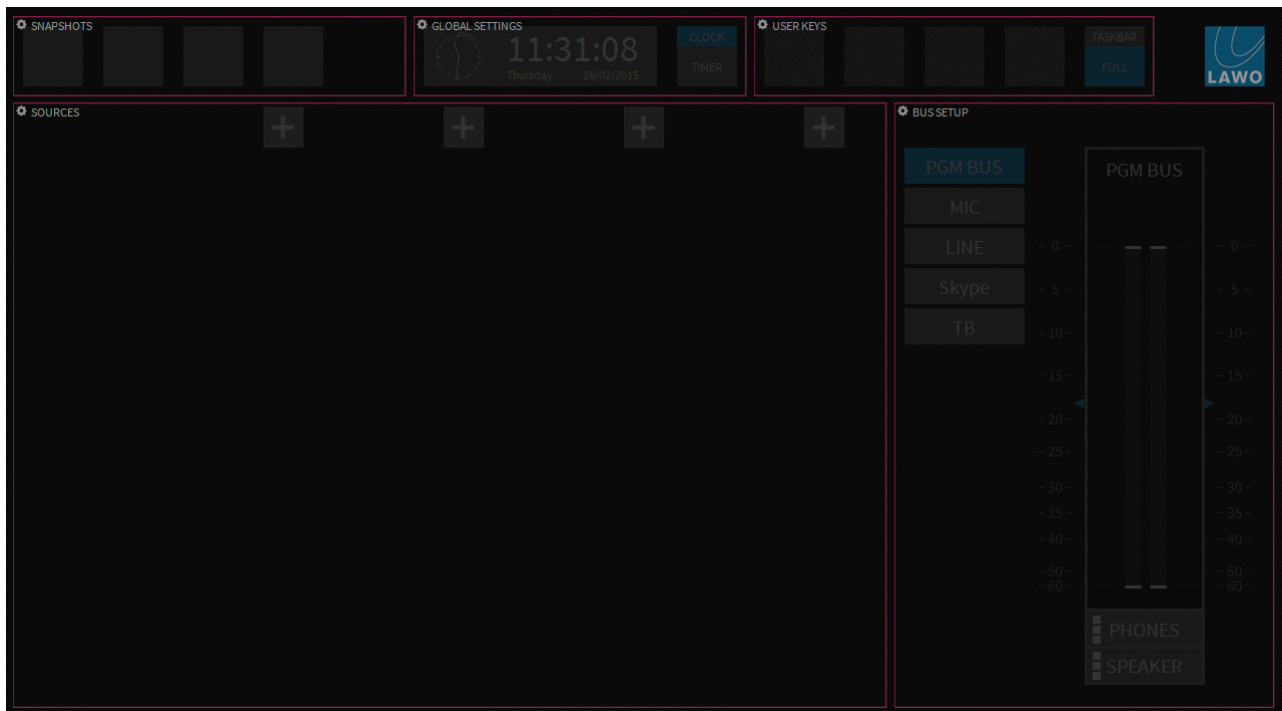 SNAPSHOTS
GLOBAL SETTINGS
11:31:08
Thursday 26/02/2015
CLOCK
TIMER
USER KEYS
TASKBAR
FULL
LAWO
SOURCES
+ + + +
BUS SETUP
PGM BUS
MIC
LINE
Skype
TB
PGM BUS
- 0 - - 0 -
- 5 - - 5 -
-10- -10-
-15- -15-
-20- -20-
-25- -25-
-30- -30-
-35- -35-
-40- -40-
-50- -50-
-60- -60-
PHONES
SPEAKER